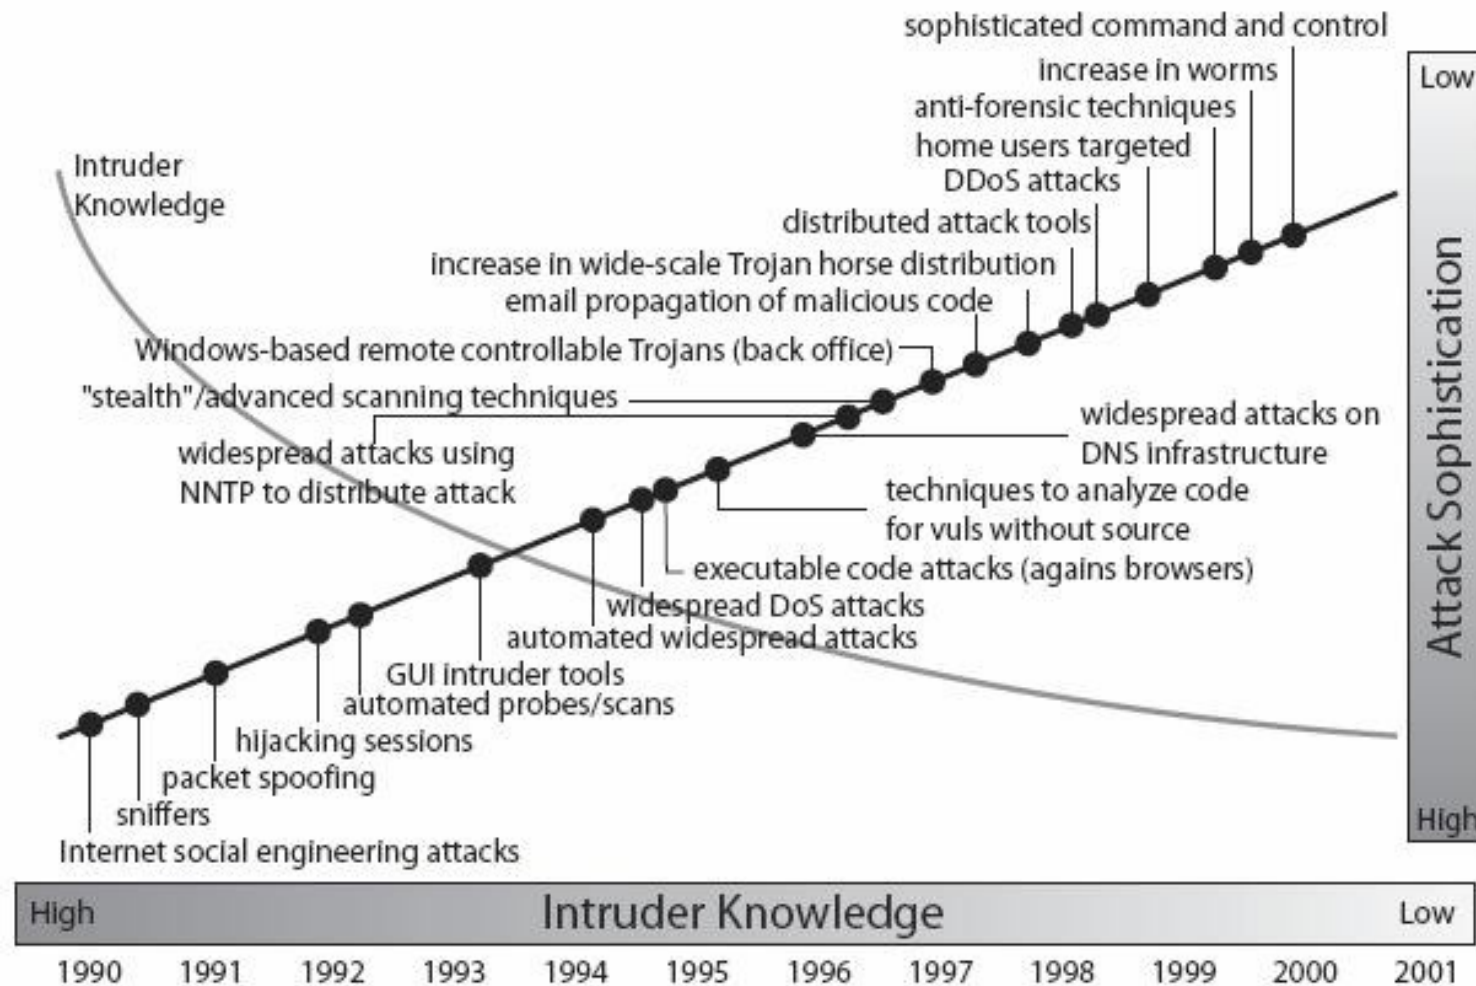 sophisticated command and control
Low
increase in worms
anti-forensic techniques
home users targeted
DDoS attacks
Intruder
Knowledge
distributed attack tools
increase in wide-scale Trojan horse distribution
email propagation of malicious code
Windows-based remote controllable Trojans (back office)
"stealth"/advanced scanning techniques
widespread attacks using
NNTP to distribute attack
widespread attacks on
DNS infrastructure
techniques to analyze code
for vuls without source
executable code attacks (agains browsers)
widespread DoS attacks
automated widespread attacks
GUI intruder tools
automated probes/scans
hijacking sessions
packet spoofing
sniffers
Internet social engineering attacks
Attack Sophistication
High
High Intruder Knowledge Low
1990 1991 1992 1993 1994 1995 1996 1997 1998 1999 2000 2001